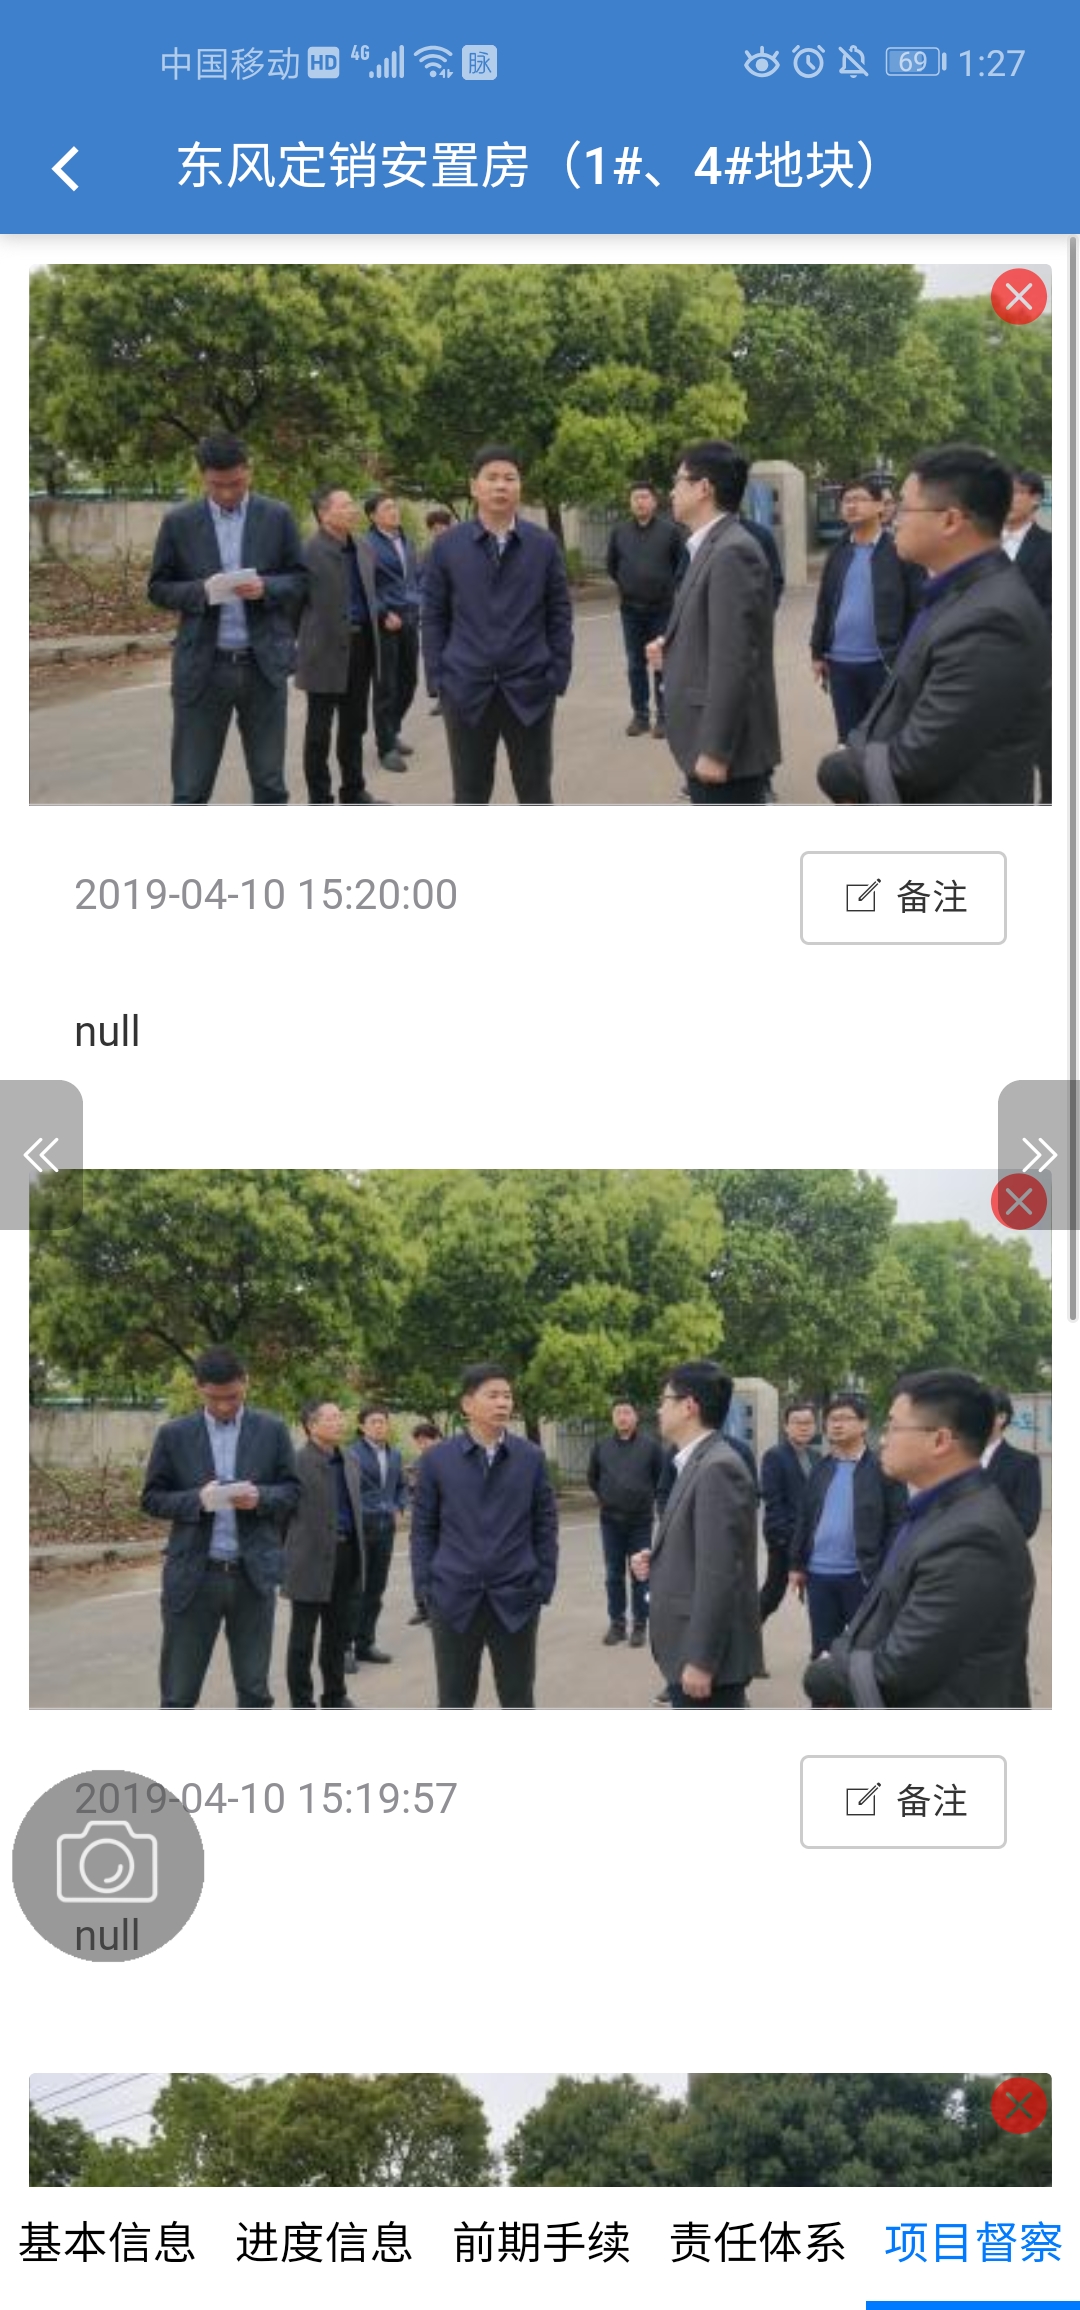 中国移动 HD 4G 脉 69 1:27
东风定销安置房（1#、4#地块）
2019-04-10 15:20:00
备注
null
2019-04-10 15:19:57
备注
null
基本信息 进度信息 前期手续 责任体系 项目督察